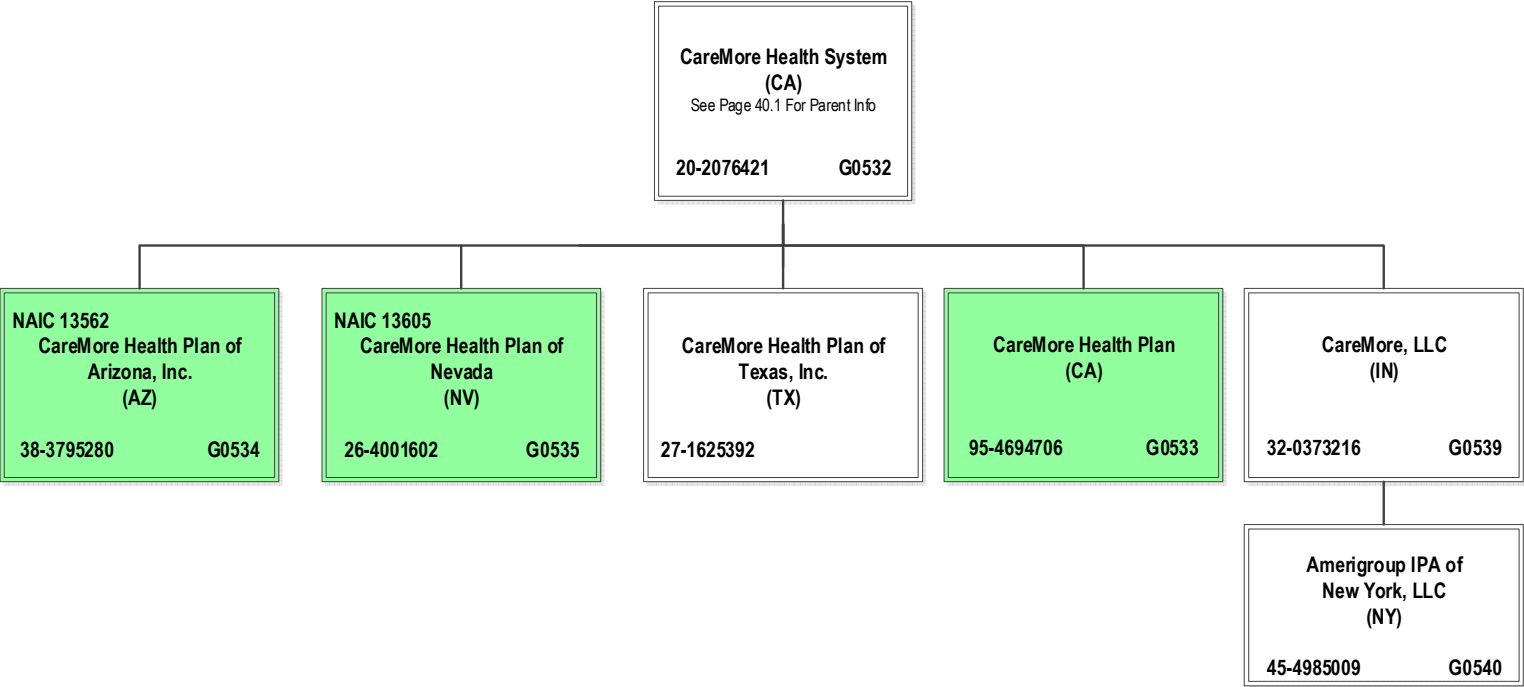 CareMore Health System
(CA)
See Page 40.1 For Parent Info
20-2076421 G0532
NAIC 13562
CareMore Health Plan of
Arizona, Inc.
(AZ)
38-3795280 G0534
NAIC 13605
CareMore Health Plan of
Nevada
(NV)
26-4001602 G0535
CareMore Health Plan of
Texas, Inc.
(TX)
27-1625392
CareMore Health Plan
(CA)
95-4694706 G0533
CareMore, LLC
(IN)
32-0373216 G0539
Amerigroup IPA of
New York, LLC
(NY)
45-4985009 G0540